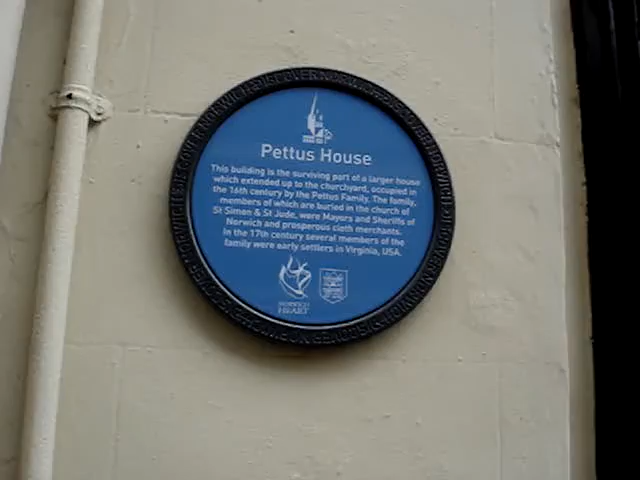 Pettus House
This building is the surviving part of a larger house
which extended up to the churchyard, occupied in
the 16th century by the Pettus Family. The family,
members of which are buried in the church of
St Simon & St Jude, were Mayors and Sheriffs of
Norwich and prosperous cloth merchants.
In the 17th century several members of the
family were early settlers in Virginia, USA.
NORWICH
HEART